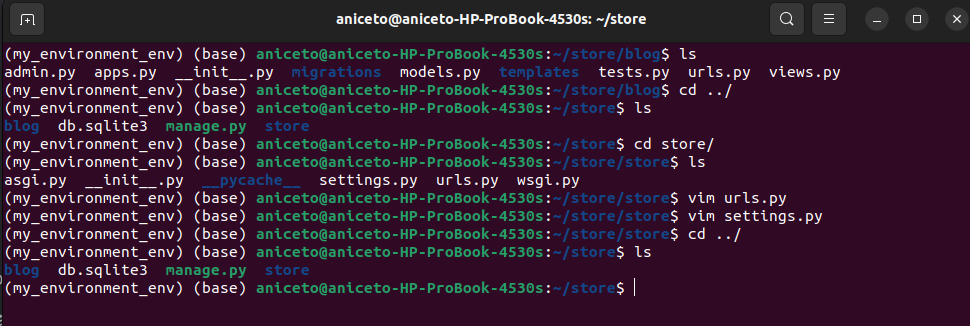 aniceto@aniceto-HP-ProBook-4530s: ~/store
(my_environment_env) (base) aniceto@aniceto-HP-ProBook-4530s:~/store/blog$ ls
admin.py apps.py __init__.py migrations models.py templates tests.py urls.py views.py
(my_environment_env) (base) aniceto@aniceto-HP-ProBook-4530s:~/store/blog$ cd ../
(my_environment_env) (base) aniceto@aniceto-HP-ProBook-4530s:~/store$ ls
blog db.sqlite3 manage.py store
(my_environment_env) (base) aniceto@aniceto-HP-ProBook-4530s:~/store$ cd store/
(my_environment_env) (base) aniceto@aniceto-HP-ProBook-4530s:~/store/store$ ls
asgi.py __init__.py __pycache__ settings.py urls.py wsgi.py
(my_environment_env) (base) aniceto@aniceto-HP-ProBook-4530s:~/store/store$ vim urls.py
(my_environment_env) (base) aniceto@aniceto-HP-ProBook-4530s:~/store/store$ vim settings.py
(my_environment_env) (base) aniceto@aniceto-HP-ProBook-4530s:~/store/store$ cd ../
(my_environment_env) (base) aniceto@aniceto-HP-ProBook-4530s:~/store$ ls
blog db.sqlite3 manage.py store
(my_environment_env) (base) aniceto@aniceto-HP-ProBook-4530s:~/store$